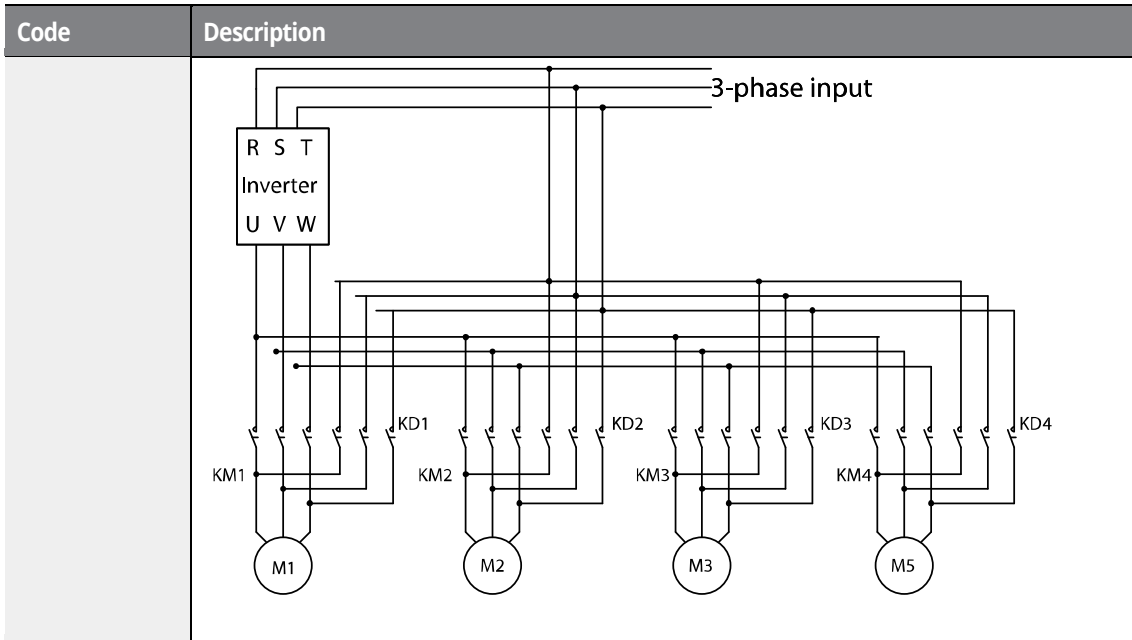 Code Description
3-phase input
R S T
Inverter
U V W
KD1 KD2 KD3 KD4
KM1 KM2 KM3 KM4
M1 M2 M3 M5